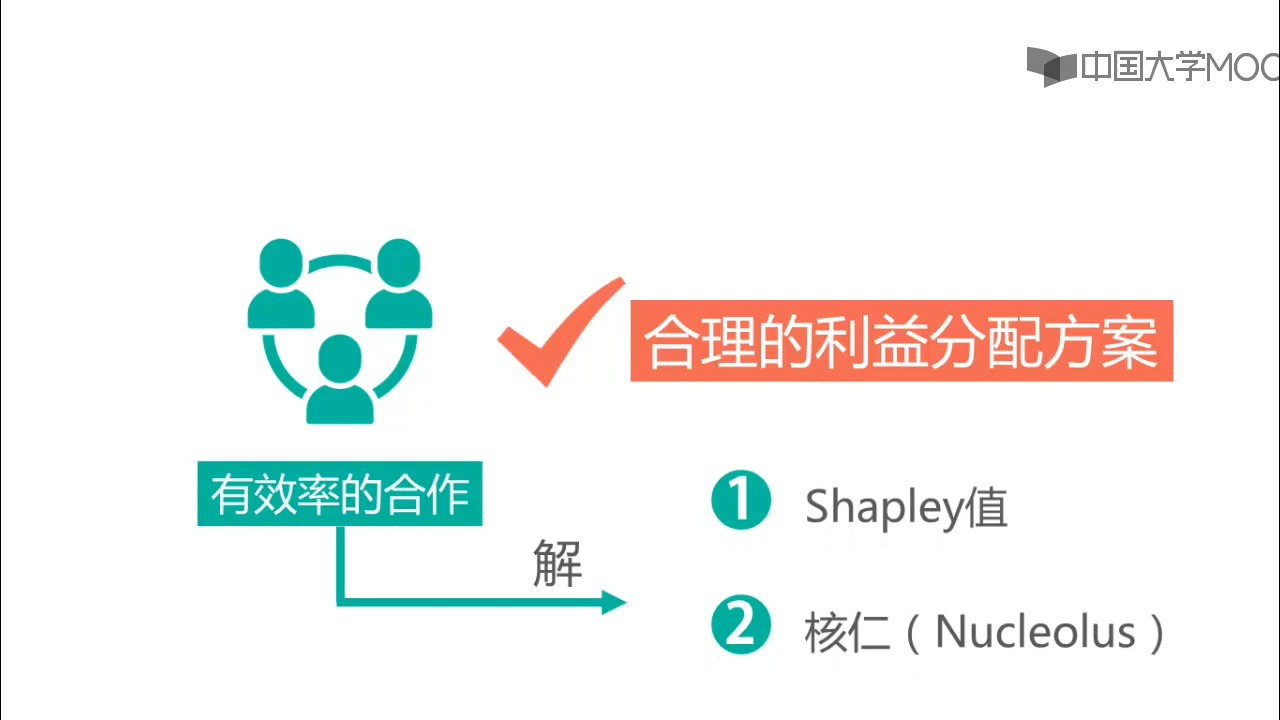 中国大学MOO
合理的利益分配方案
有效率的合作
1 Shapley值
解
2 核仁（Nucleolus）